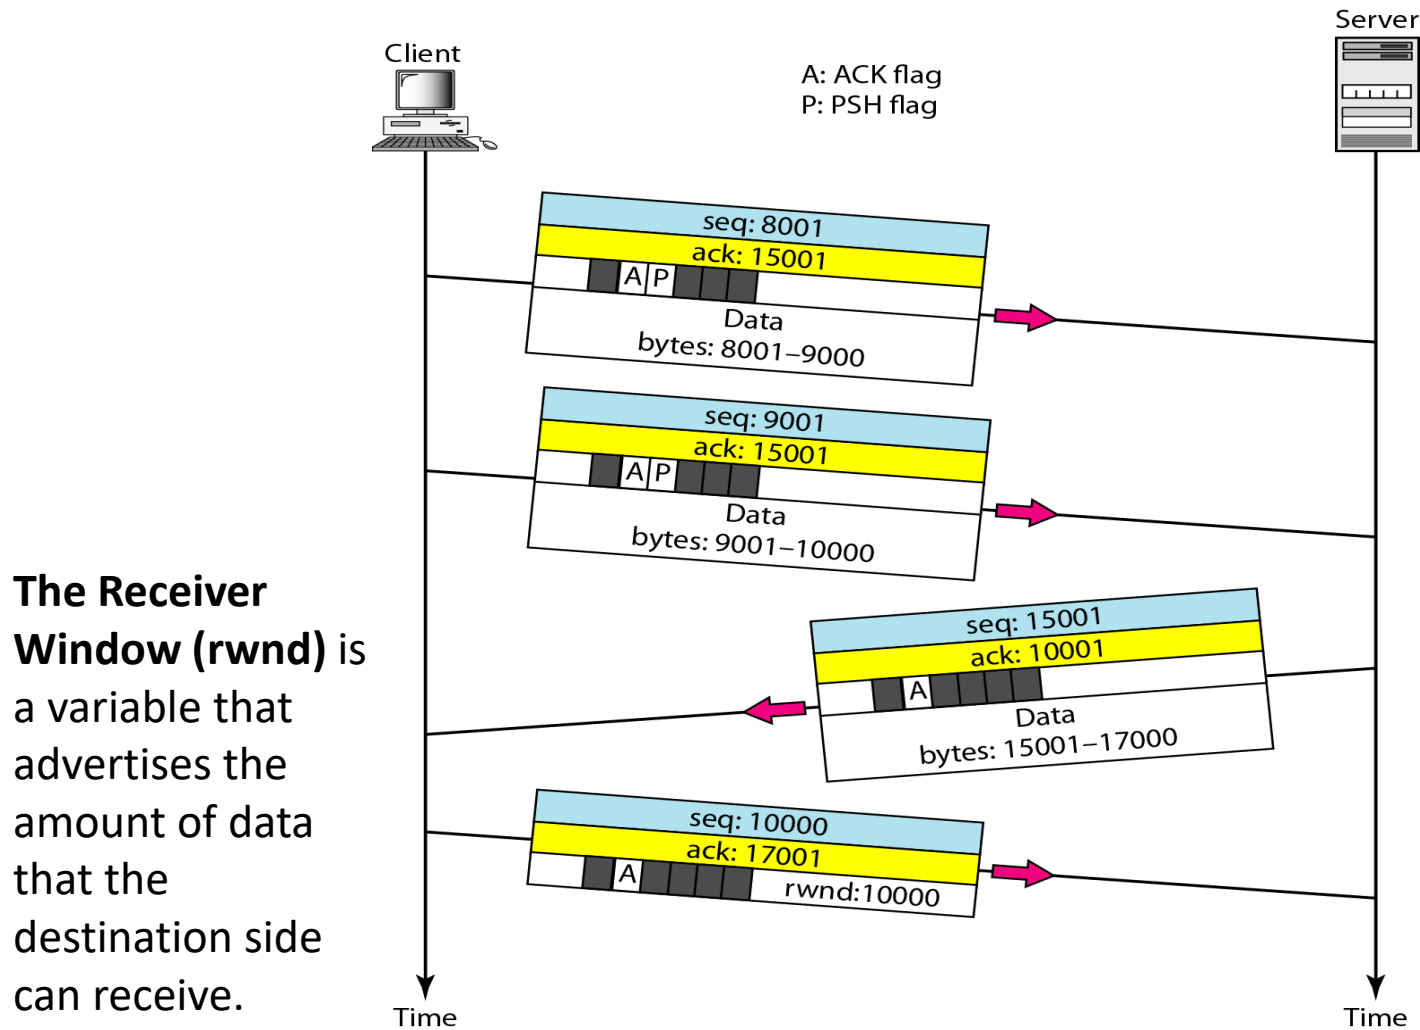 Server
Client
A: ACK flag
P: PSH flag
seq: 8001
ack: 15001
A P
Data
bytes: 8001–9000
seq: 9001
ack: 15001
A P
Data
bytes: 9001–10000
seq: 15001
ack: 10001
A
Data
bytes: 15001–17000
seq: 10000
ack: 17001
A
rwnd:10000
The Receiver
Window (rwnd) is
a variable that
advertises the
amount of data
that the
destination side
can receive.
Time
Time